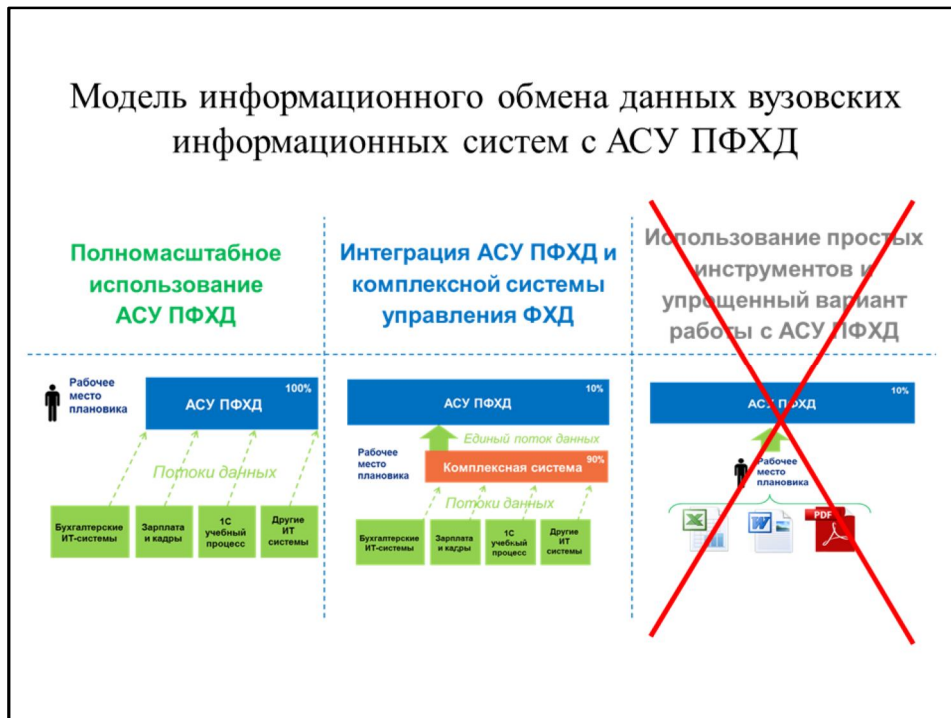 Модель информационного обмена данных вузовских
информационных систем с АСУ ПФХД
Полномасштабное
использование
АСУ ПФХД
Рабочее
место
плановика
100%
АСУ ПФХД
Потоки данных
Бухгалтерские
ИТ-системы
Зарплата
и кадры
1С
учебный
процесс
Другие
ИТ
системы
Интеграция АСУ ПФХД и
комплексной системы
управления ФХД
10%
АСУ ПФХД
Единый поток данных
Рабочее
место
плановика
90%
Комплексная система
Потоки данных
Бухгалтерские
ИТ-системы
Зарплата
и кадры
1С
учебный
процесс
Другие
ИТ
системы
Использование простых
инструментов и
упрощенный вариант
работы с АСУ ПФХД
10%
АСУ ПФХД
Рабочее
место
плановика
PDF